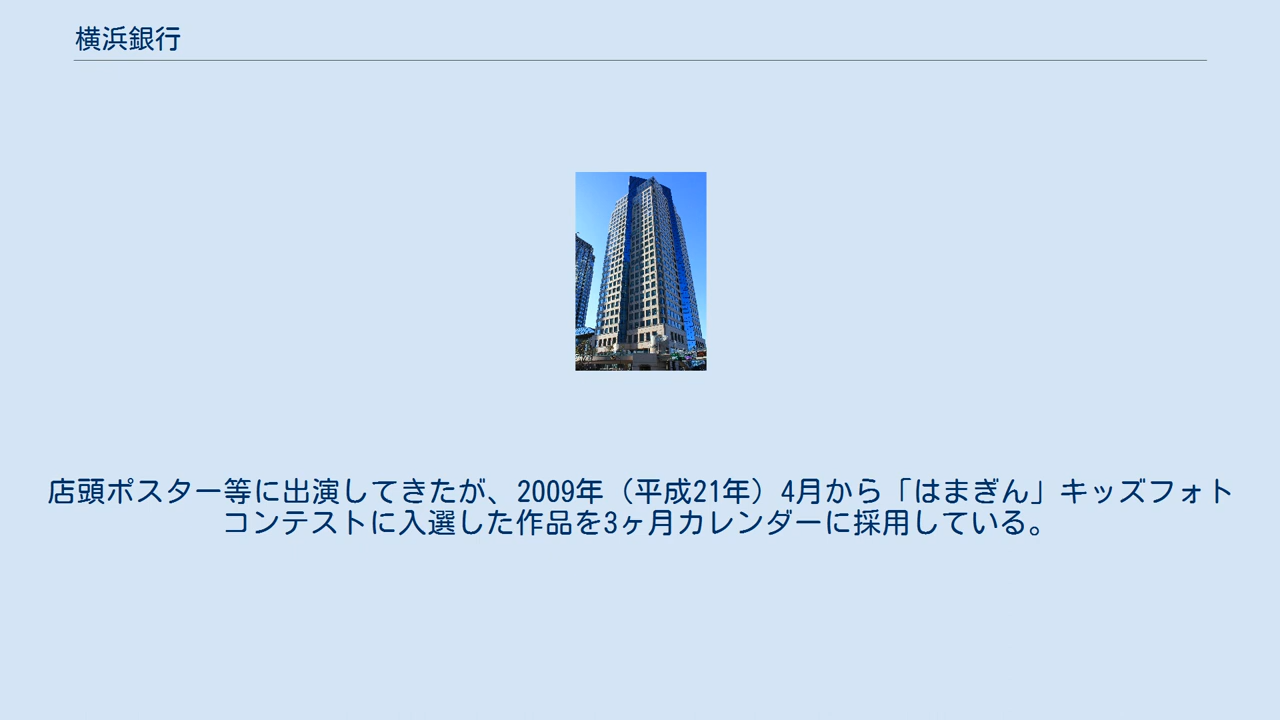 横浜銀行
店頭ポスター等に出演してきたが、2009年（平成21年）4月から「はまぎん」キッズフォト
コンテストに入選した作品を3ヶ月カレンダーに採用している。